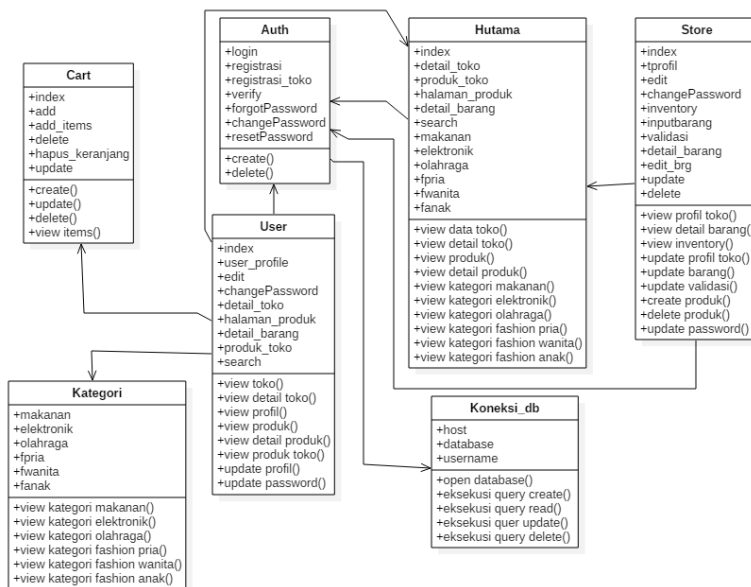 Auth
+login
+registrasi
+registrasi_toko
+verify
+forgotPassword
+changePassword
+resetPassword
+create()
+delete()
Hutama
+index
+detail_toko
+produk_toko
+halaman_produk
+detail_barang
+search
+makanan
+elektronik
+olahraga
+fpria
+fwanita
+fanak
+view data toko()
+view detail toko()
+view produk()
+view detail produk()
+view kategori makanan()
+view kategori elektronik()
+view kategori olahraga()
+view kategori fashion pria()
+view kategori fashion wanita()
+view kategori fashion anak()
Store
+index
+tprofil
+edit
+changePassword
+inventory
+inputbarang
+validasi
+detail_barang
+edit_brg
+update
+delete
+view profil toko()
+view detail barang()
+view inventory()
+update profil toko()
+update barang()
+update validasi()
+create produk()
+delete produk()
+update password()
Cart
+index
+add
+add_items
+delete
+hapus_keranjang
+update
+create()
+update()
+delete()
+view items()
User
+index
+user_profile
+edit
+changePassword
+detail_toko
+halaman_produk
+detail_barang
+produk_toko
+search
+view toko()
+view detail toko()
+view profil()
+view produk()
+view detail produk()
+view produk toko()
+update profil()
+update password()
Kategori
+makanan
+elektronik
+olahraga
+fpria
+fwanita
+fanak
+view kategori makanan()
+view kategori elektronik()
+view kategori olahraga()
+view kategori fashion pria()
+view kategori fashion wanita()
+view kategori fashion anak()
Koneksi_db
+host
+database
+username
+open database()
+eksekusi query create()
+eksekusi query read()
+eksekusi quer update()
+eksekusi query delete()